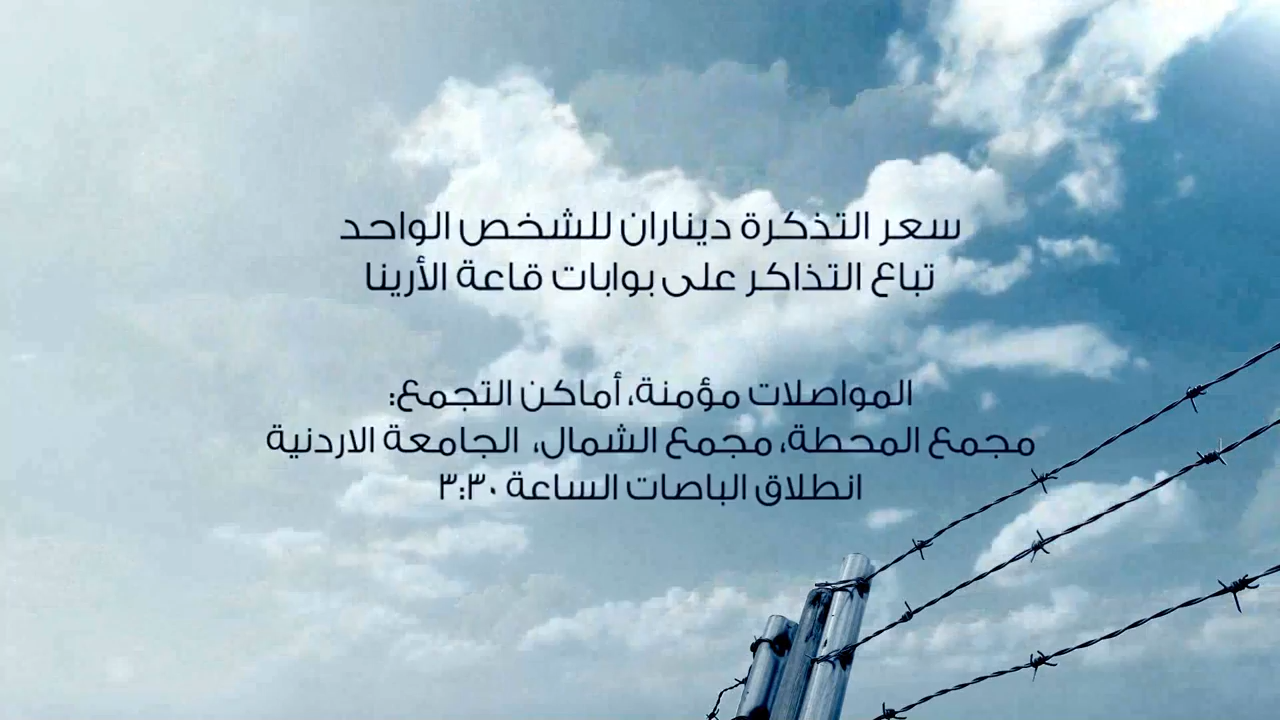 سعر التذكرة ديناران للشخص الواحد
تباع التذاكر على بوابات قاعة الأرينا
المواصلات مؤمنة، أماكن التجمع:
مجمع المحطة، مجمع الشمال، الجامعة الاردنية
انطلاق الباصات الساعة ٣:٣٠